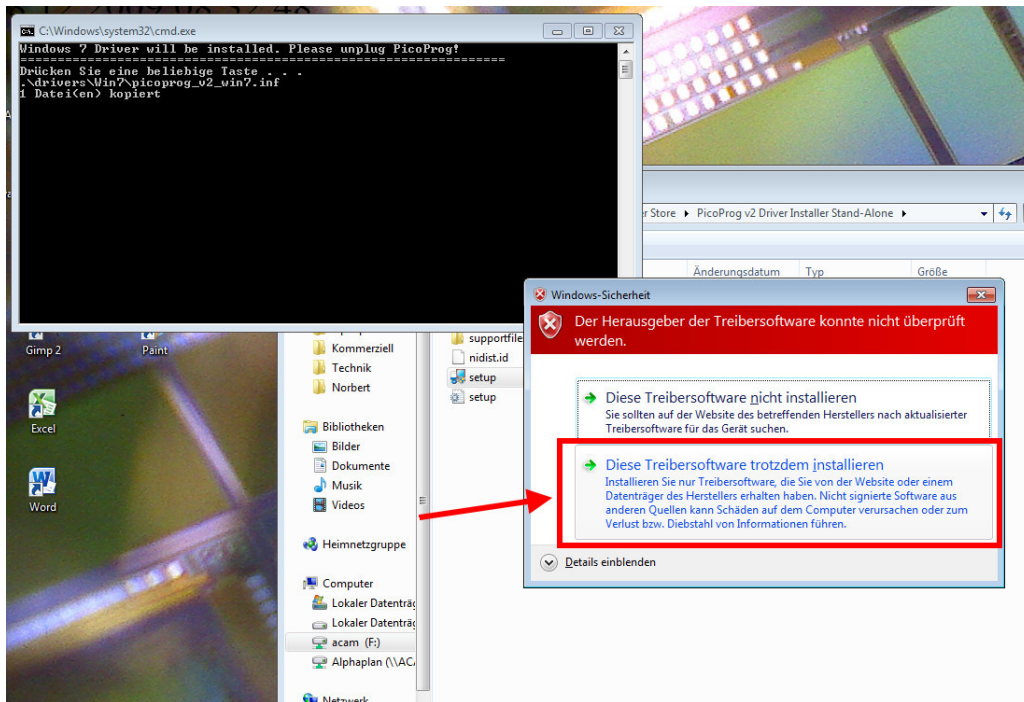 C:\Windows\system32\cmd.exe
Windows 7 Driver will be installed. Please unplug PicoProg!
===========================================================
Drücken Sie eine beliebige Taste . . .
.\drivers\Win7\picoprog_v2_win7.inf
1 Datei(en) kopiert
r Store ▸ PicoProg v2 Driver Installer Stand-Alone ▸
Änderungsdatum Typ Größe
Gimp 2
Paint
Excel
Word
Kommerziell
Technik
Norbert
Bibliotheken
Bilder
Dokumente
Musik
Videos
Heimnetzgruppe
Computer
Lokaler Datenträg
Lokaler Datenträg
acam (F:)
Alphaplan (\\AC
Netzwerk
supportfile
nidist.id
setup
setup
Windows-Sicherheit
Der Herausgeber der Treibersoftware konnte nicht überprüft
werden.
Diese Treibersoftware nicht installieren
Sie sollten auf der Website des betreffenden Herstellers nach aktualisierter
Treibersoftware für das Gerät suchen.
Diese Treibersoftware trotzdem installieren
Installieren Sie nur Treibersoftware, die Sie von der Website oder einem
Datenträger des Herstellers erhalten haben. Nicht signierte Software aus
anderen Quellen kann Schäden auf dem Computer verursachen oder zum
Verlust bzw. Diebstahl von Informationen führen.
Details einblenden